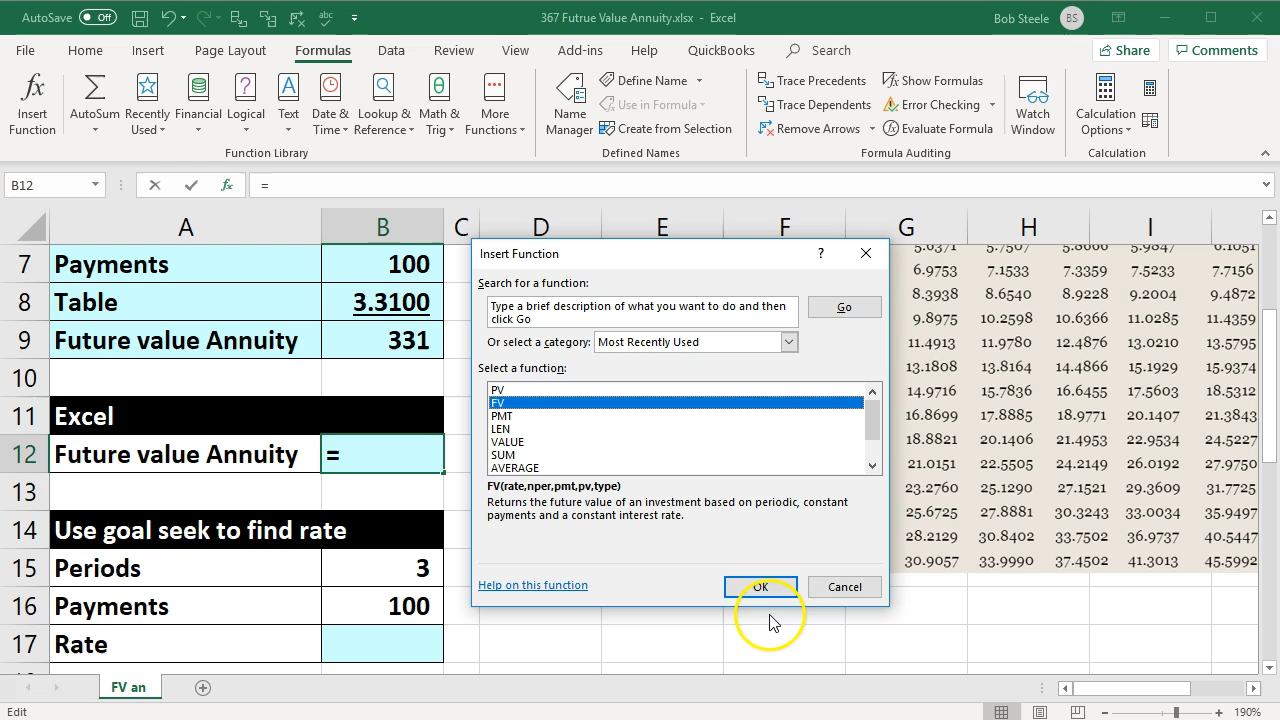 AutoSave Off
367 Futrue Value Annuity.xlsx - Excel
Bob Steele BS
File Home Insert Page Layout Formulas Data Review View Add-ins Help QuickBooks Search Share Comments
Insert Function
AutoSum
Recently Used
Financial
Logical
Text
Date & Time
Lookup & Reference
Math & Trig
More Functions
Function Library
Name Manager
Define Name
Use in Formula
Create from Selection
Defined Names
Trace Precedents
Trace Dependents
Remove Arrows
Show Formulas
Error Checking
Evaluate Formula
Formula Auditing
Watch Window
Calculation Options
Calculation
B12 fx =
A B C D E F G H I
7 Payments 100
8 Table 3.3100
9 Future value Annuity 331
10
11 Excel
12 Future value Annuity =
13
14 Use goal seek to find rate
15 Periods 3
16 Payments 100
17 Rate
Insert Function ?
Search for a function:
Type a brief description of what you want to do and then
click Go
Go
Or select a category: Most Recently Used
Select a function:
PV
FV
PMT
LEN
VALUE
SUM
AVERAGE
FV(rate,nper,pmt,pv,type)
Returns the future value of an investment based on periodic, constant
payments and a constant interest rate.
Help on this function
OK Cancel
6.9753 7.1533 7.3359 7.5233 7.7156
8.3938 8.6540 8.9228 9.2004 9.4872
9.8975 10.2598 10.6366 11.0285 11.4359
11.4913 11.9780 12.4876 13.0210 13.5795
13.1808 13.8164 14.4866 15.1929 15.9374
14.9716 15.7836 16.6455 17.5603 18.5312
16.8699 17.8885 18.9771 20.1407 21.3843
18.8821 20.1406 21.4953 22.9534 24.5227
21.0151 22.5505 24.2149 26.0192 27.9750
23.2760 25.1290 27.1521 29.3609 31.7725
25.6725 27.8881 30.3243 33.0034 35.9497
28.2129 30.8402 33.7502 36.9737 40.5447
30.9057 33.9990 37.4502 41.3013 45.5992
FV an
Edit
190%